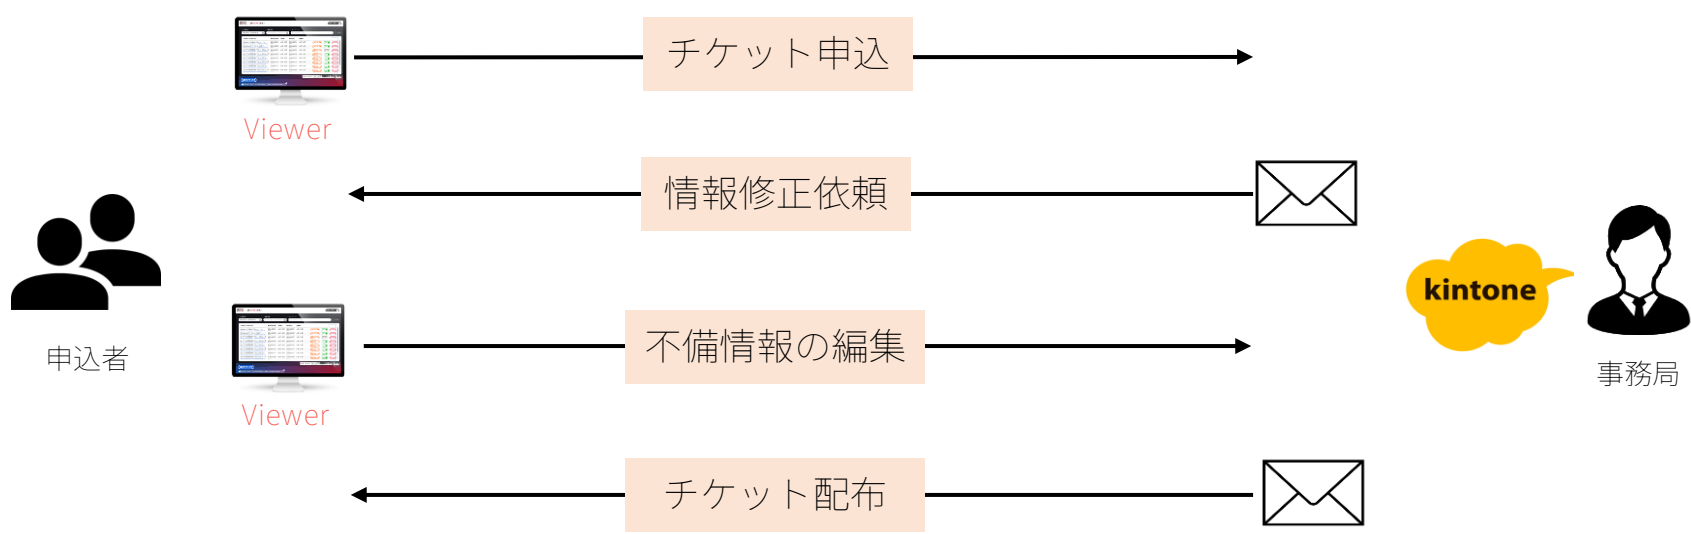 チケット申込
Viewer
情報修正依頼
申込者
kintone
事務局
不備情報の編集
Viewer
チケット配布